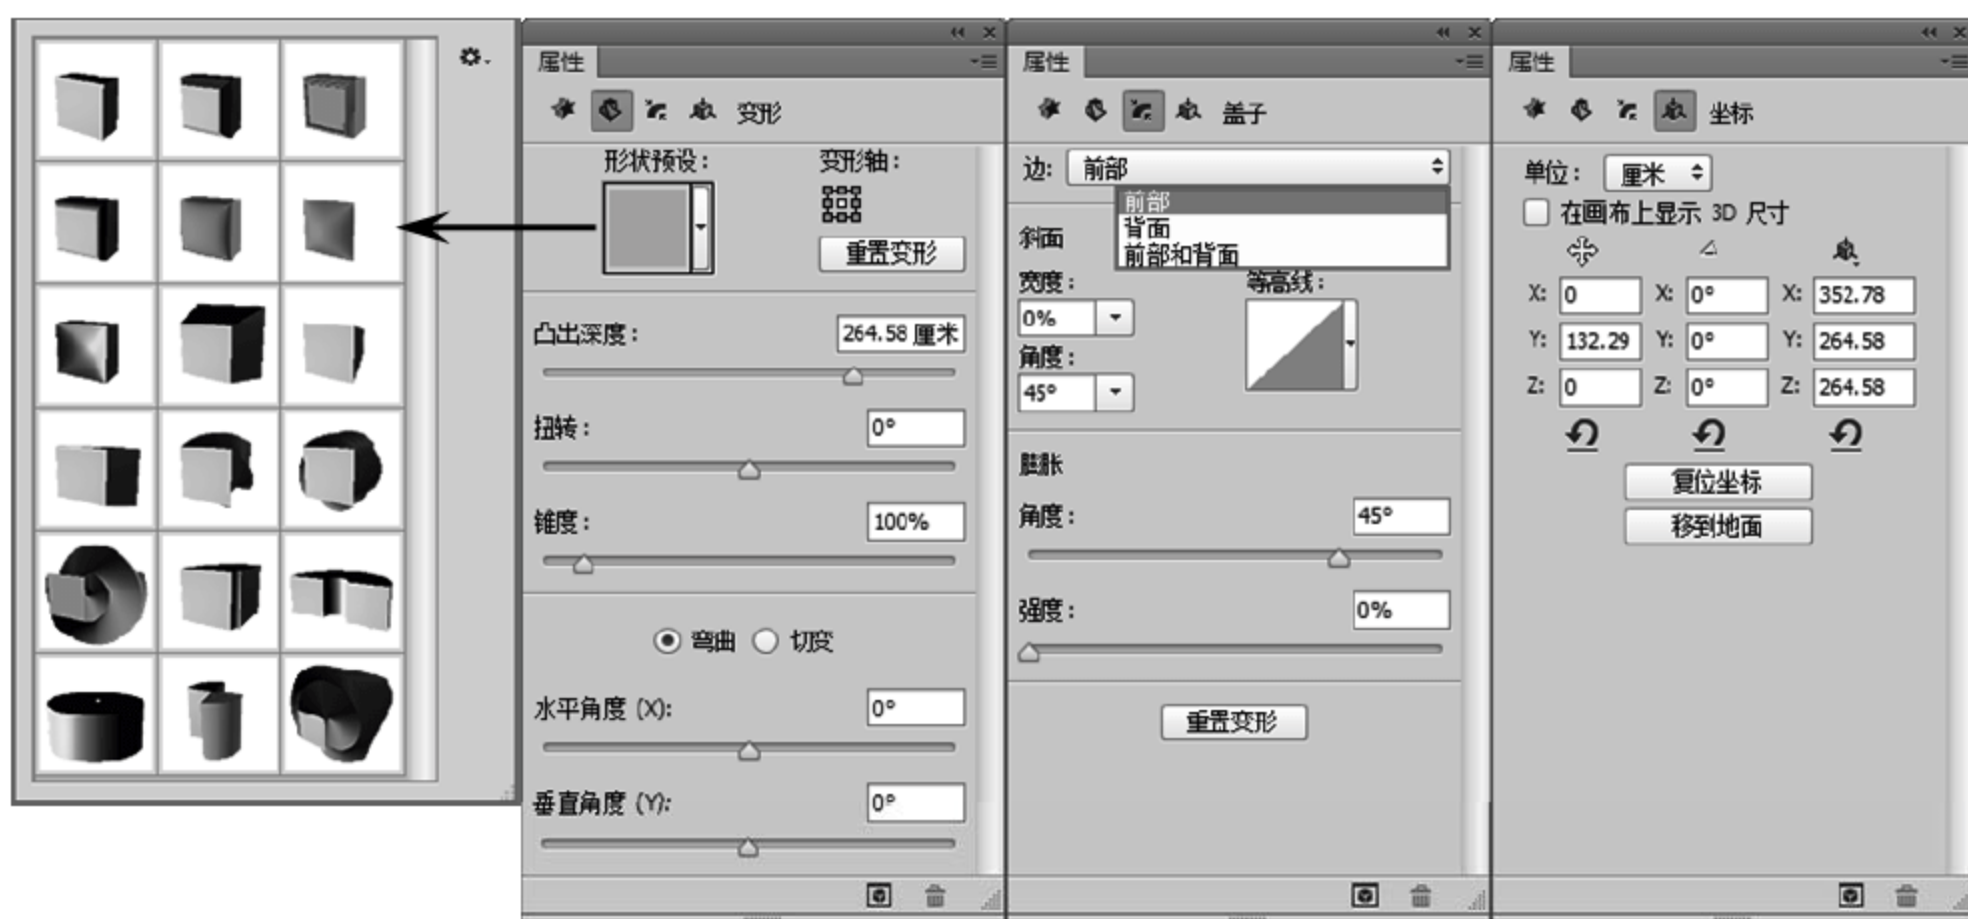 属性
变形
形状预设：
变形轴：
重置变形
凸出深度：
264.58 厘米
扭转：
0°
锥度：
100%
弯曲
切变
水平角度 (X):
0°
垂直角度 (Y):
0°
属性
盖子
边:
前部
前部
背面
前部和背面
斜面
宽度：
等高线：
0%
角度：
45°
膨胀
角度：
45°
强度：
0%
重置变形
属性
坐标
单位：
厘米
在画布上显示 3D 尺寸
X: 0 X: 0° X: 352.78
Y: 132.29 Y: 0° Y: 264.58
Z: 0 Z: 0° Z: 264.58
复位坐标
移到地面